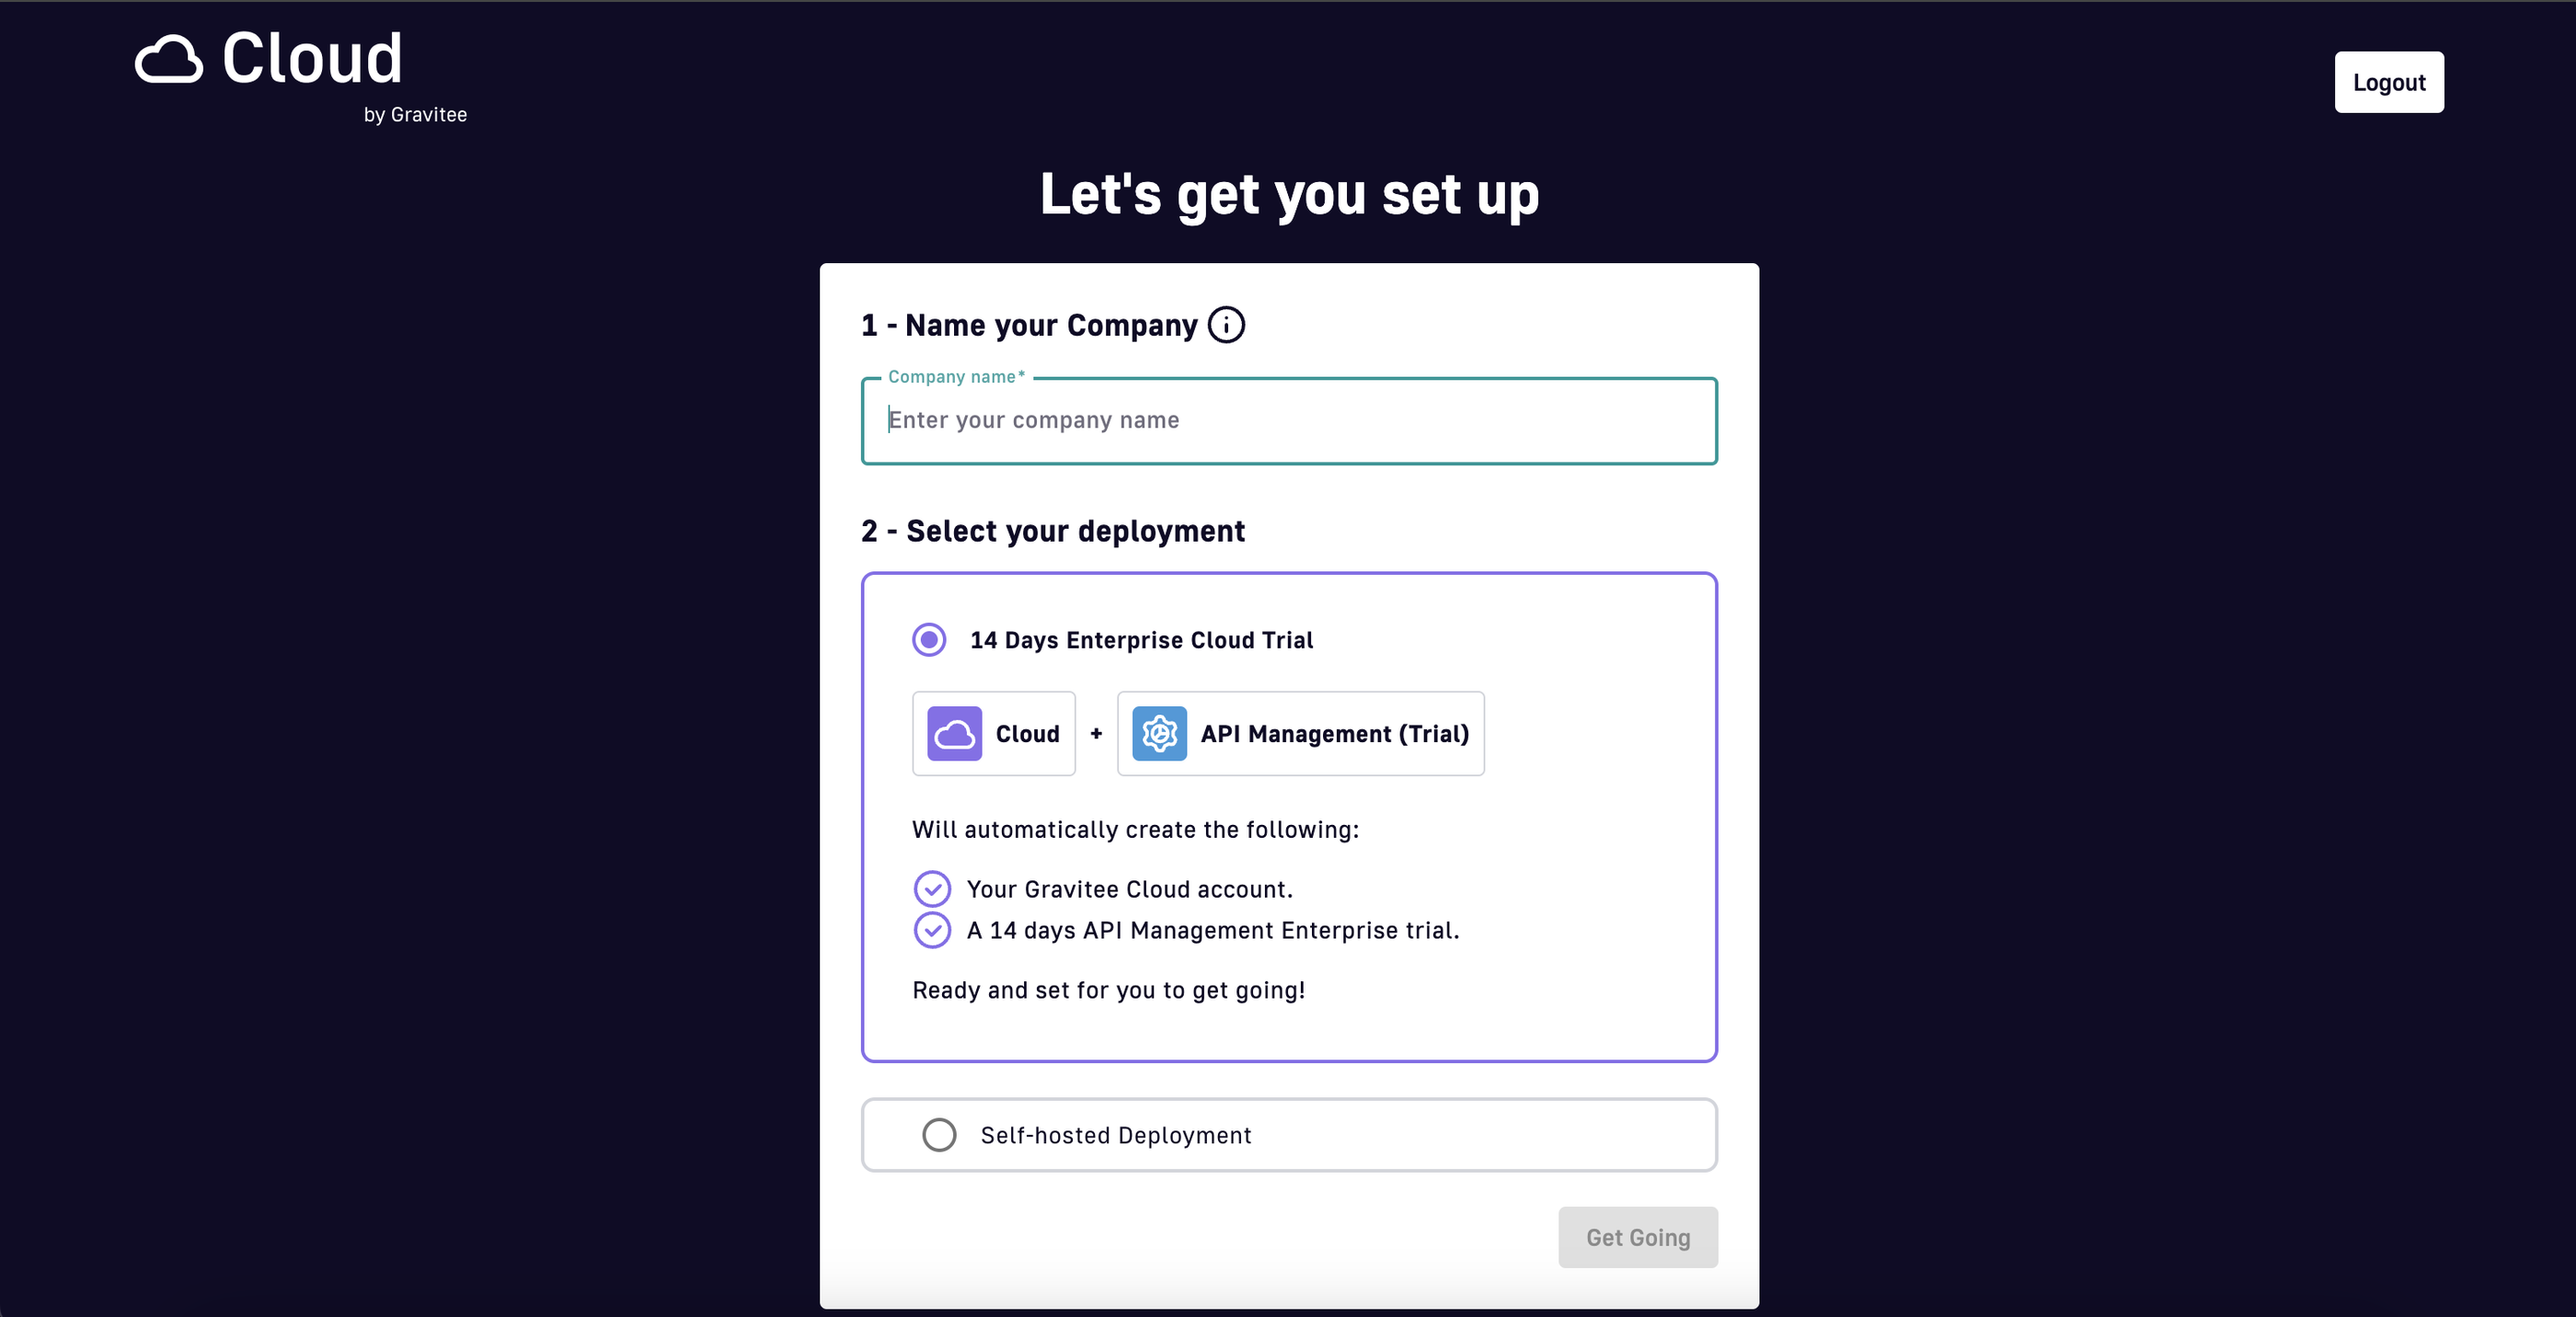 Cloud
by Gravitee
Logout
Let's get you set up
1 - Name your Company
Company name*
Enter your company name
2 - Select your deployment
14 Days Enterprise Cloud Trial
Cloud + API Management (Trial)
Will automatically create the following:
Your Gravitee Cloud account.
A 14 days API Management Enterprise trial.
Ready and set for you to get going!
Self-hosted Deployment
Get Going